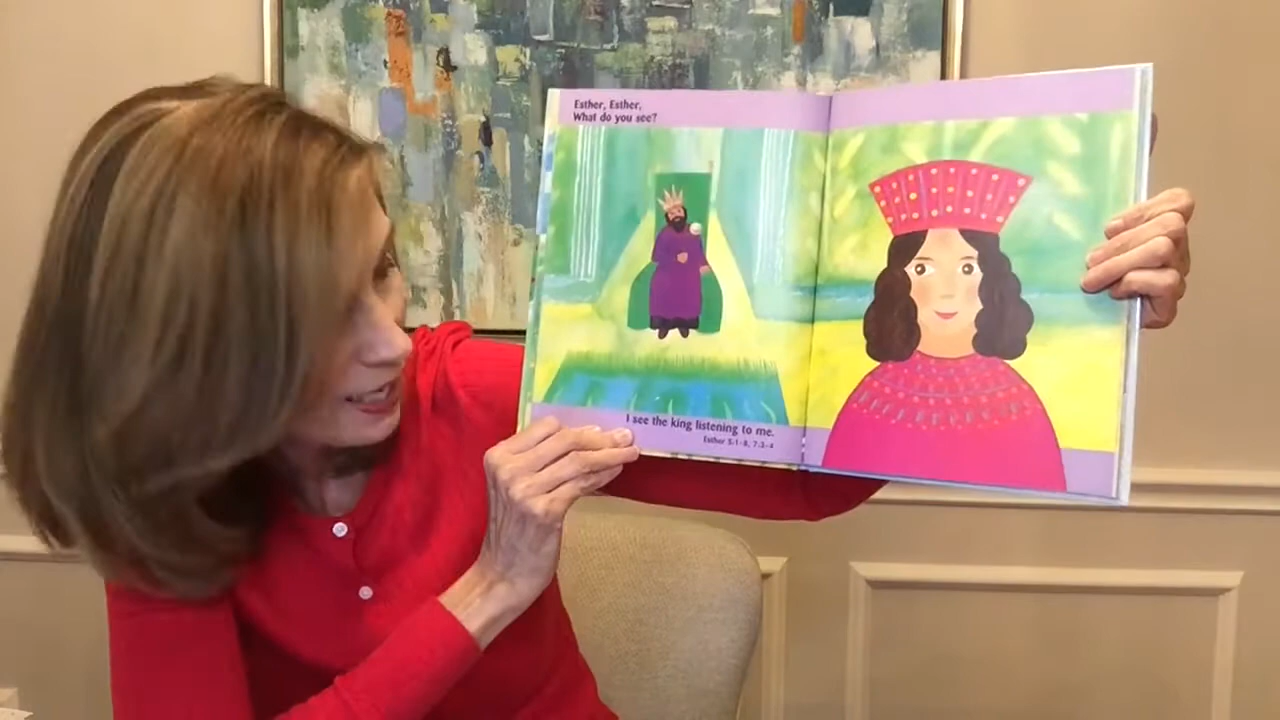 Esther, Esther,
What do you see?
I see the king listening to me.
Esther 5:1-8, 7:3-4